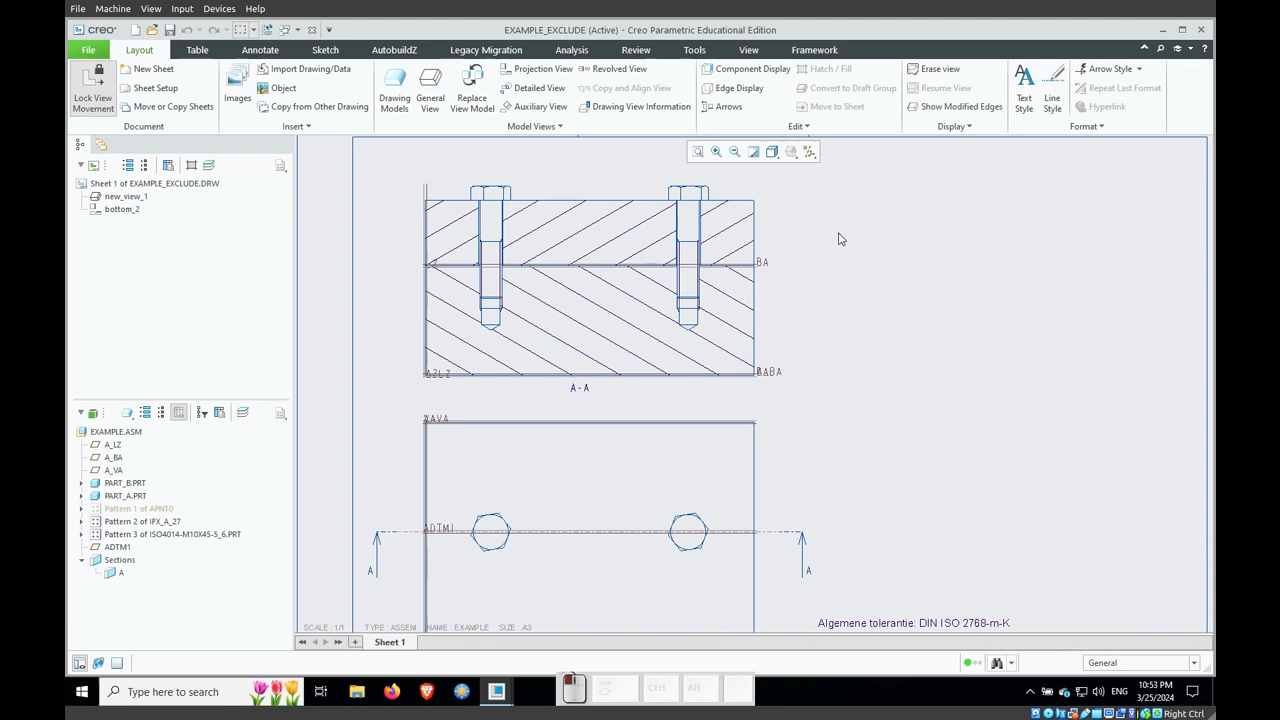 File Machine View Input Devices Help
creo EXAMPLE_EXCLUDE (Active) - Creo Parametric Educational Edition
File Layout Table Annotate Sketch AutobuildZ Legacy Migration Analysis Review Tools View Framework
Lock View Movement
New Sheet
Sheet Setup
Move or Copy Sheets
Document
Images
Import Drawing/Data
Object
Copy from Other Drawing
Insert
Drawing Models
General View
Replace View Model
Projection View
Detailed View
Auxiliary View
Revolved View
Copy and Align View
Drawing View Information
Model Views
Component Display
Edge Display
Arrows
Hatch / Fill
Convert to Draft Group
Move to Sheet
Edit
Erase view
Resume View
Show Modified Edges
Display
Text Style
Line Style
Arrow Style
Repeat Last Format
Hyperlink
Format
Sheet 1 of EXAMPLE_EXCLUDE.DRW
new_view_1
bottom_2
EXAMPLE.ASM
A_LZ
A_BA
A_VA
PART_B.PRT
PART_A.PRT
Pattern 1 of APNT0
Pattern 2 of IFX_A_27
Pattern 3 of ISO4014-M10X45-5_6.PRT
ADTM1
Sections
A
BA
A-A
ADTM1
A
A
SCALE : 1/1 TYPE : ASSEM NAME : EXAMPLE SIZE : A3
Algemene tolerantie: DIN ISO 2768-m-K
Sheet 1
General
Type here to search
Ctrl
Alt
ENG
10:53 PM
3/25/2024
Right Ctrl